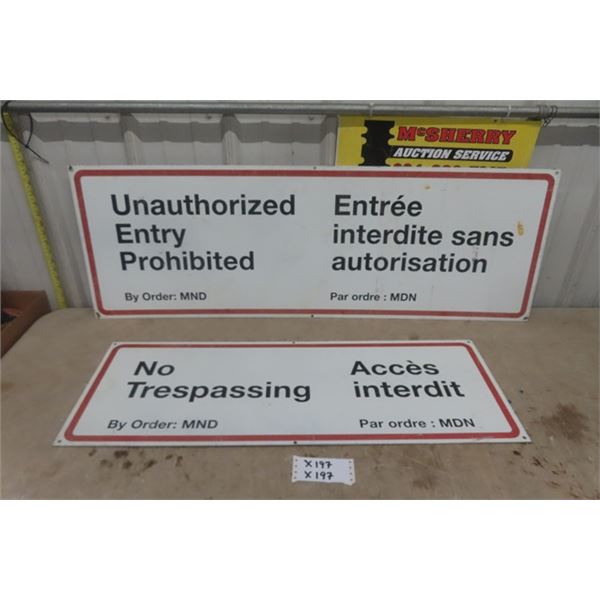 McSHERRY
AUCTION SERVICE
Unauthorized
Entry
Prohibited
By Order: MND
Entrée
interdite sans
autorisation
Par ordre : MDN
No
Trespassing
By Order: MND
Accès
interdit
Par ordre : MDN
X197
X197